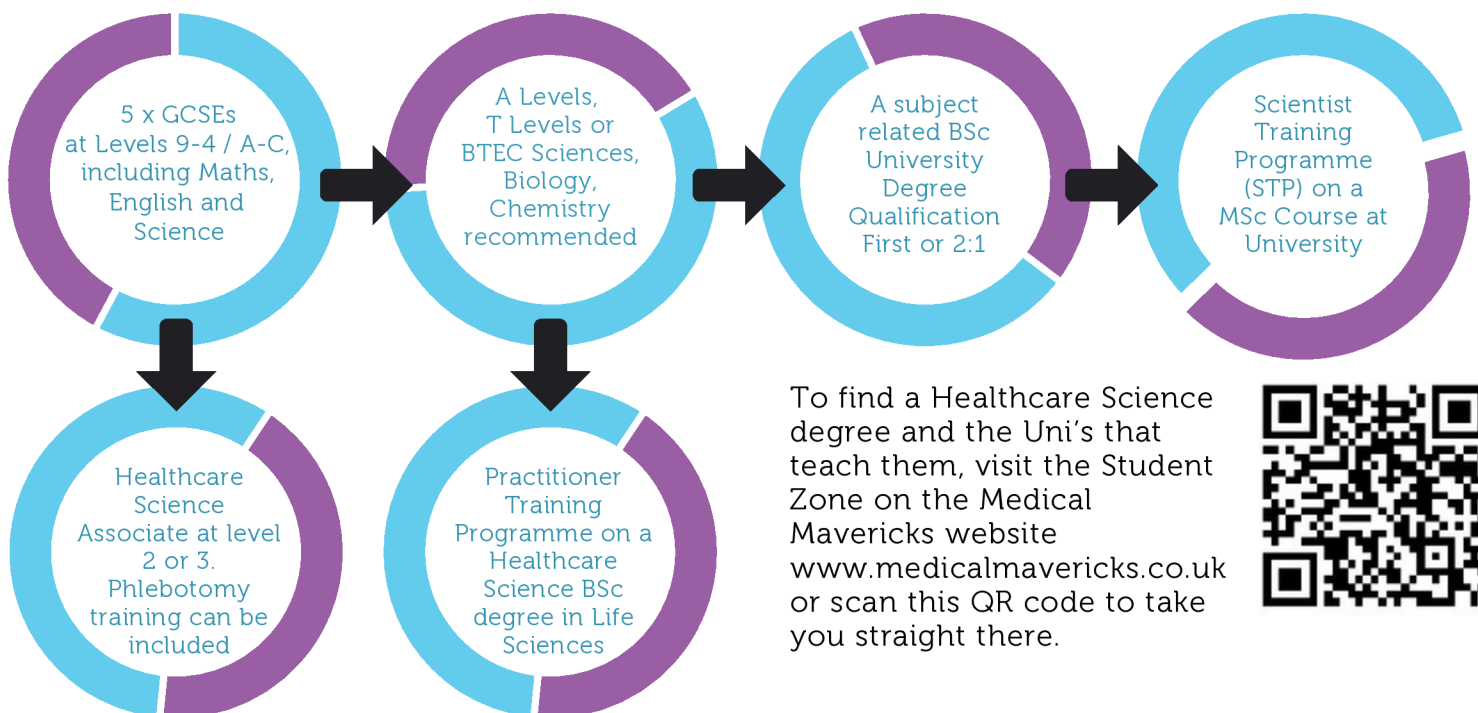 5 x GCSEs
at Levels 9-4 / A-C,
including Maths,
English and
Science
A Levels,
T Levels or
BTEC Sciences,
Biology,
Chemistry
recommended
A subject
related BSc
University
Degree
Qualification
First or 2:1
Scientist
Training
Programme
(STP) on a
MSc Course at
University
Healthcare
Science
Associate at level
2 or 3.
Phlebotomy
training can be
included
Practitioner
Training
Programme on a
Healthcare
Science BSc
degree in Life
Sciences
To find a Healthcare Science
degree and the Uni's that
teach them, visit the Student
Zone on the Medical
Mavericks website
www.medicalmavericks.co.uk
or scan this QR code to take
you straight there.